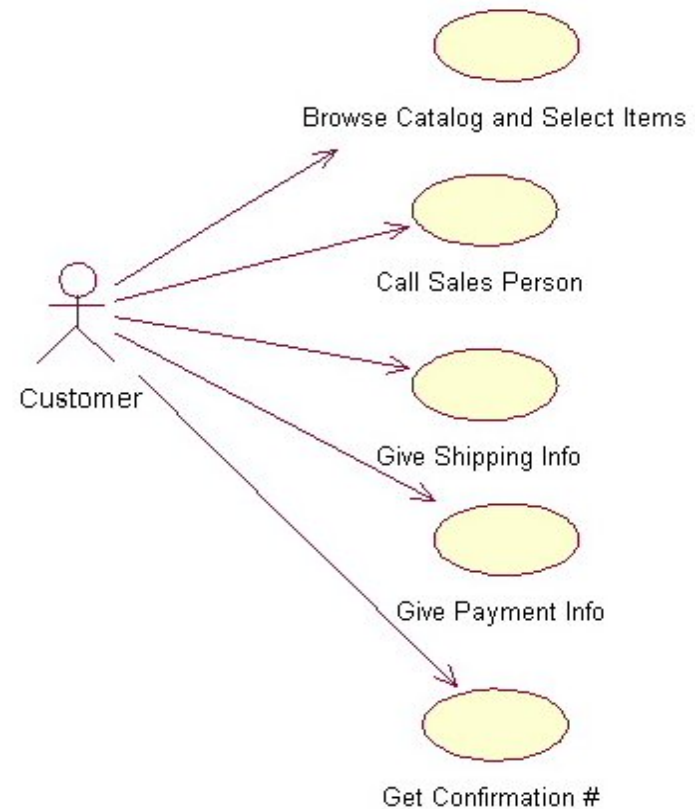 Browse Catalog and Select Items
Call Sales Person
Customer
Give Shipping Info
Give Payment Info
Get Confirmation #